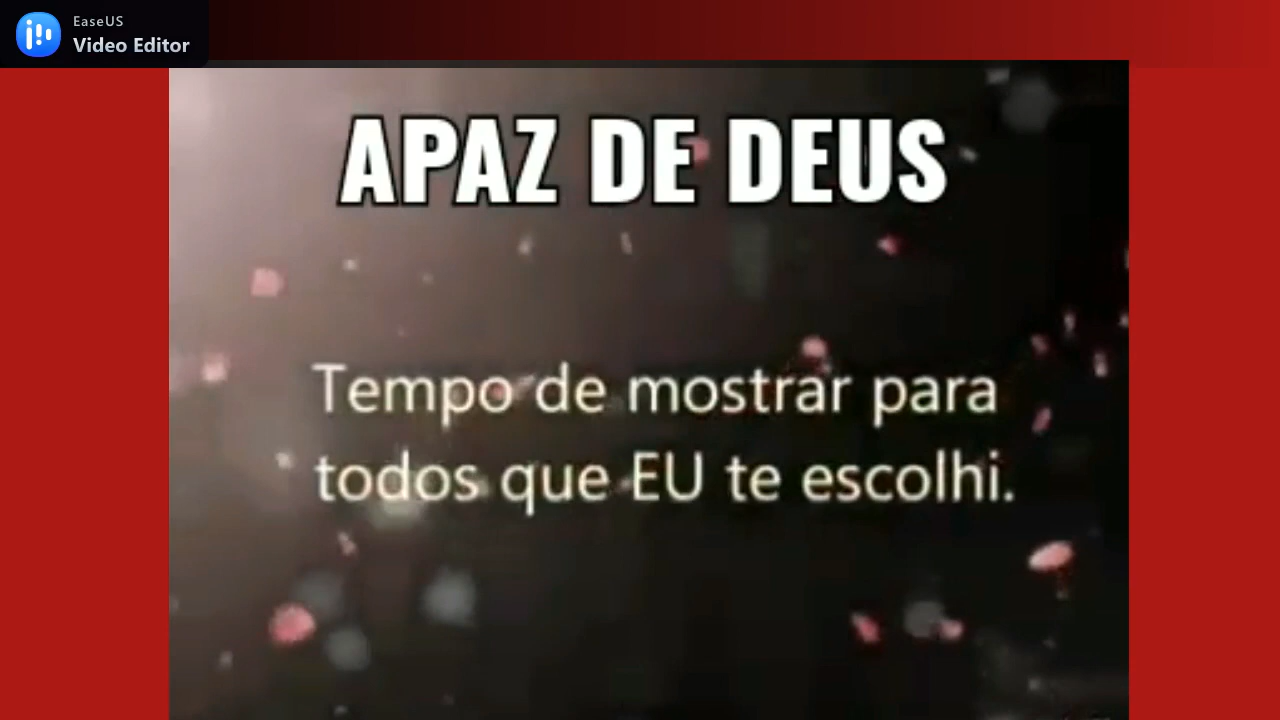 EaseUS
Video Editor
APAZ DE DEUS
Tempo de mostrar para
todos que EU te escolhi.